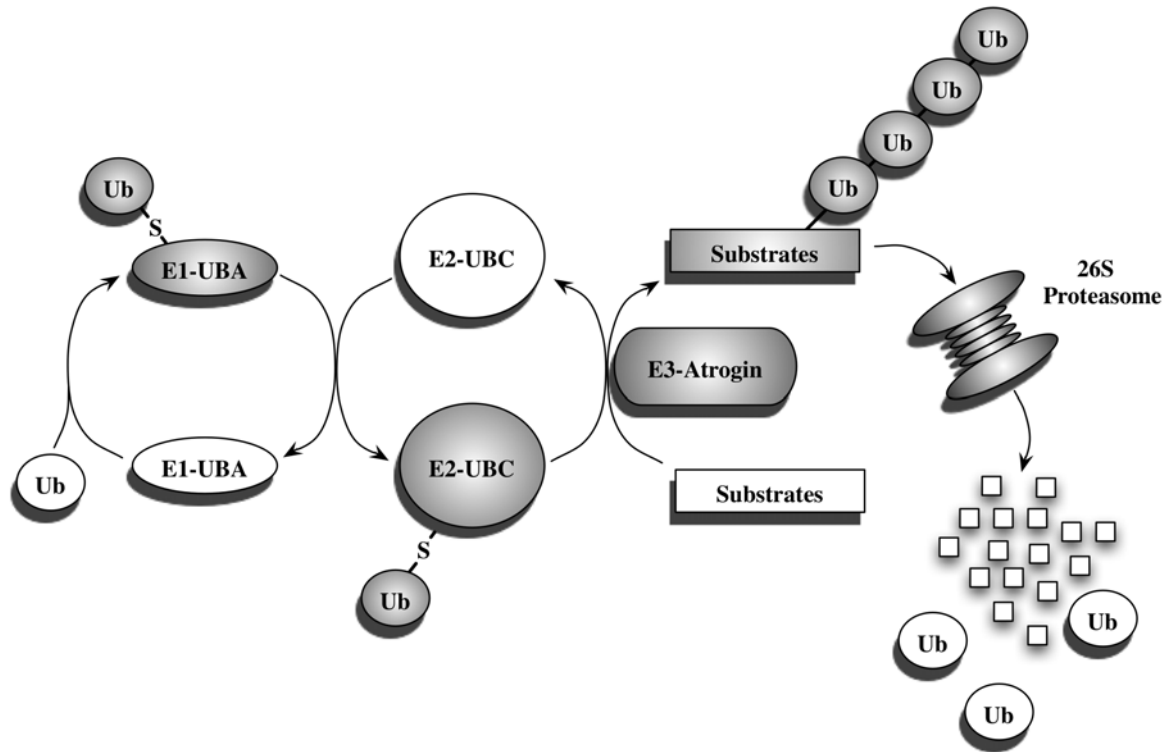 Ub
Ub
Ub
Ub
Ub
S
E1-UBA
E2-UBC
Substrates
26S
Proteasome
E3-Atrogin
Ub
E1-UBA
E2-UBC
Substrates
S
Ub
Ub
Ub
Ub